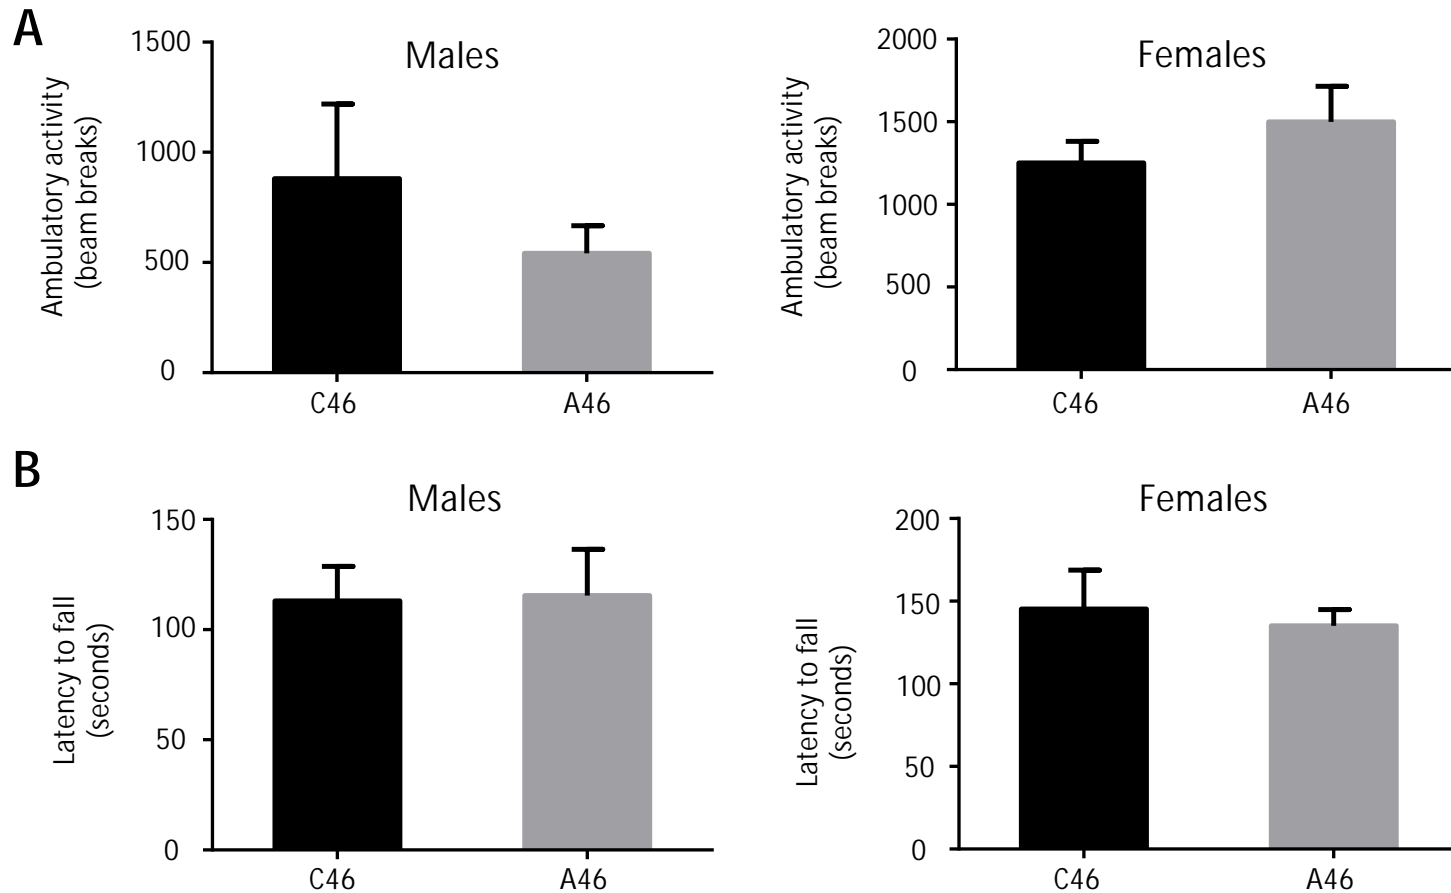 A
Males
Ambulatory activity
(beam breaks)
1500
1000
500
0
C46
A46
Females
Ambulatory activity
(beam breaks)
2000
1500
1000
500
0
C46
A46
B
Males
Latency to fall
(seconds)
150
100
50
0
C46
A46
Females
Latency to fall
(seconds)
200
150
100
50
0
C46
A46